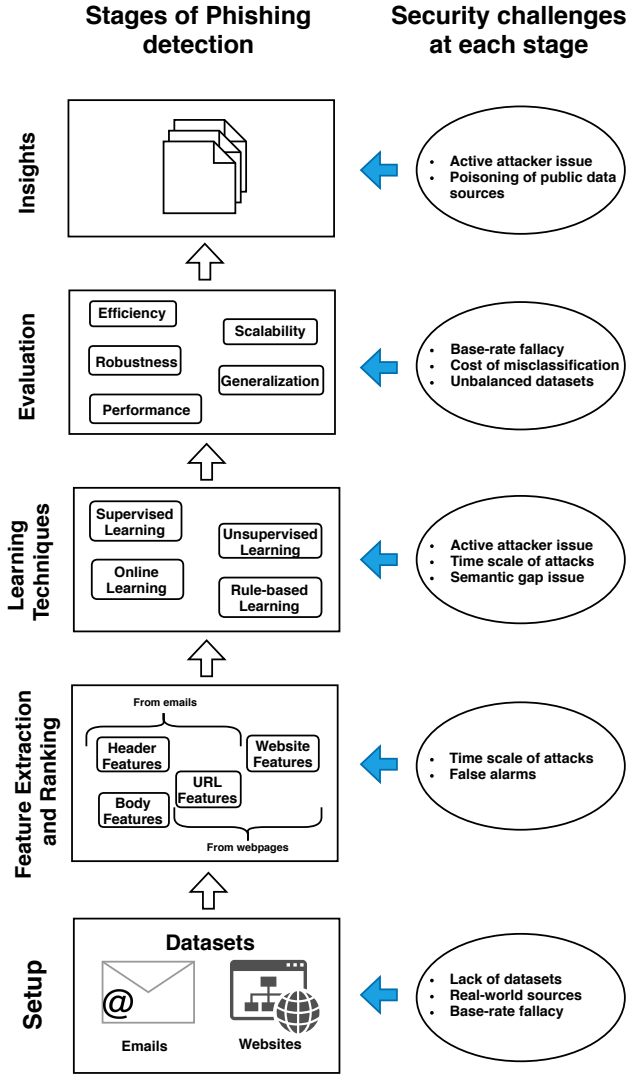 Stages of Phishing
detection
Security challenges
at each stage
Insights
• Active attacker issue
• Poisoning of public data
sources
Evaluation
Efficiency
Scalability
Robustness
Generalization
Performance
• Base-rate fallacy
• Cost of misclassification
• Unbalanced datasets
Learning
Techniques
Supervised
Learning
Unsupervised
Learning
Online
Learning
Rule-based
Learning
• Active attacker issue
• Time scale of attacks
• Semantic gap issue
Feature Extraction
and Ranking
From emails
Header
Features
Website
Features
URL
Features
Body
Features
From webpages
• Time scale of attacks
• False alarms
Setup
Datasets
@
Emails
Websites
• Lack of datasets
• Real-world sources
• Base-rate fallacy